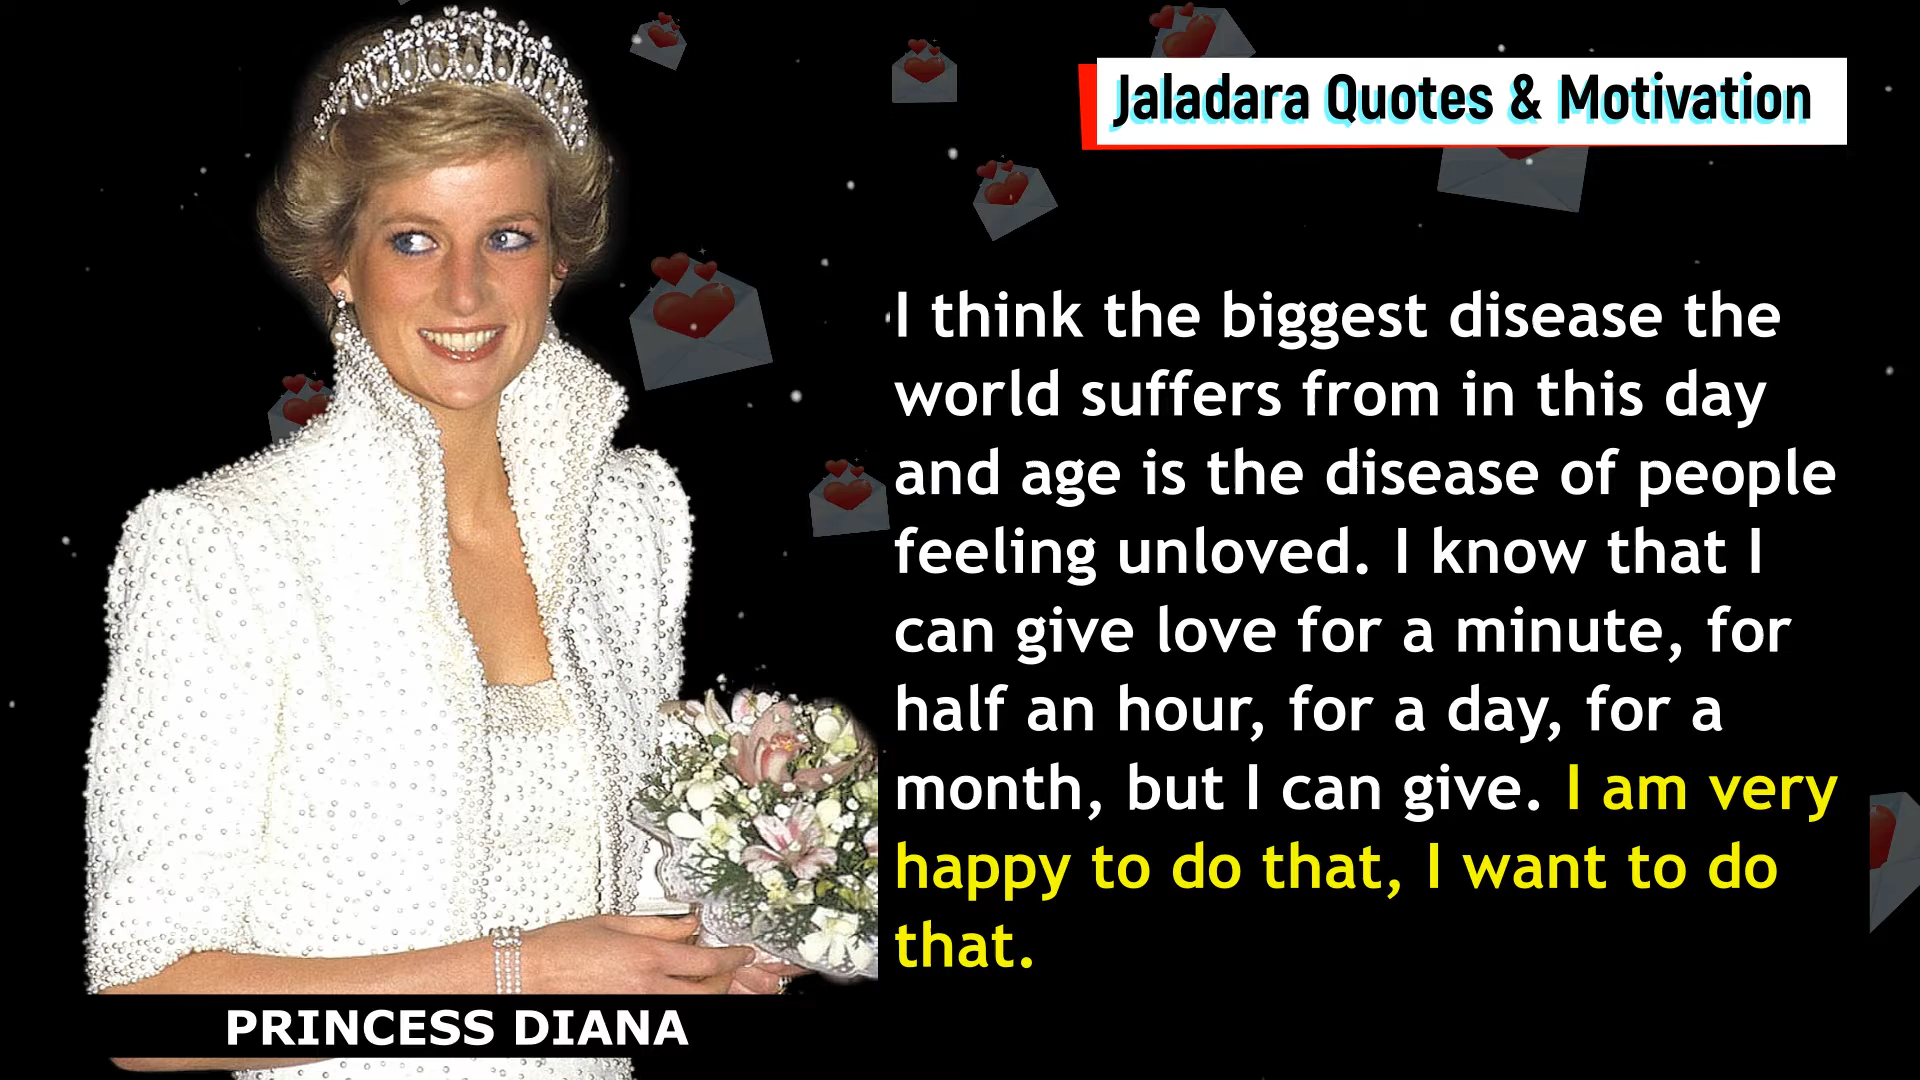 Jaladara Quotes & Motivation
I think the biggest disease the
world suffers from in this day
and age is the disease of people
feeling unloved. I know that I
can give love for a minute, for
half an hour, for a day, for a
month, but I can give. I am very
happy to do that, I want to do
that.
PRINCESS DIANA